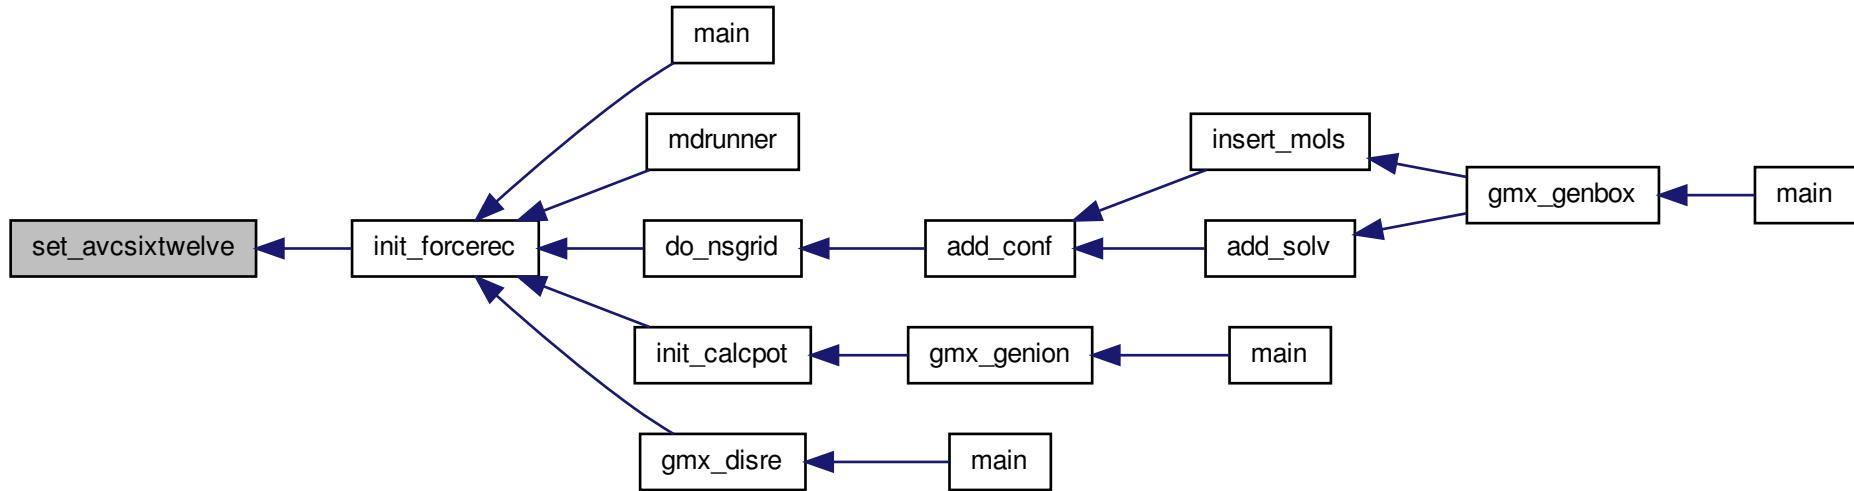 main
mdrunner
insert_mols
gmx_genbox
main
set_avcsixtwelve
init_forcerec
do_nsgrid
add_conf
add_solv
init_calcpot
gmx_genion
main
gmx_disre
main